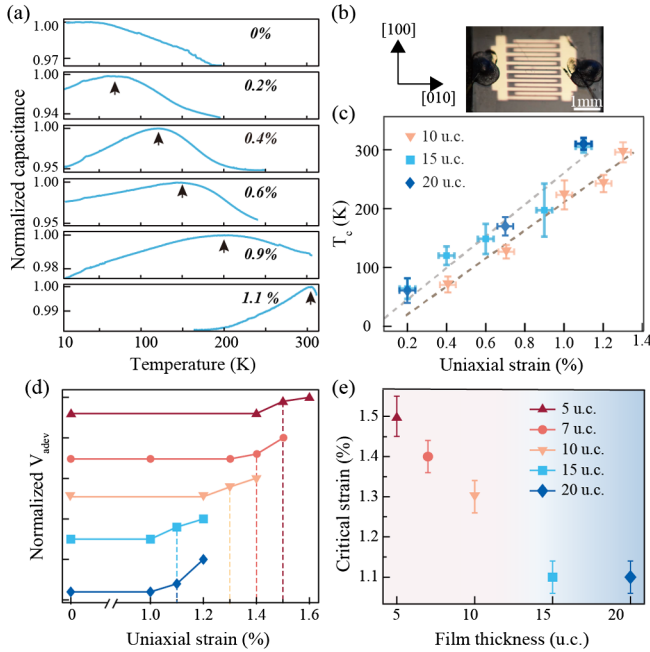 (a)
Normalized capacitance
1.00
0.97
0%
1.00
0.94
0.2%
1.00
0.95
0.4%
1.00
0.95
0.6%
1.00
0.98
0.9%
1.00
0.99
1.1 %
10 100 200 300
Temperature (K)
(b)
[100]
[010]
1mm
(c)
10 u.c.
15 u.c.
20 u.c.
T_c (K)
300
200
100
0
0.2 0.4 0.6 0.8 1.0 1.2 1.4
Uniaxial strain (%)
(d)
Normalized V_adev
0 1.0 1.2 1.4 1.6
Uniaxial strain (%)
(e)
5 u.c.
7 u.c.
10 u.c.
15 u.c.
20 u.c.
Critical strain (%)
1.5
1.4
1.3
1.2
1.1
5 10 15 20
Film thickness (u.c.)